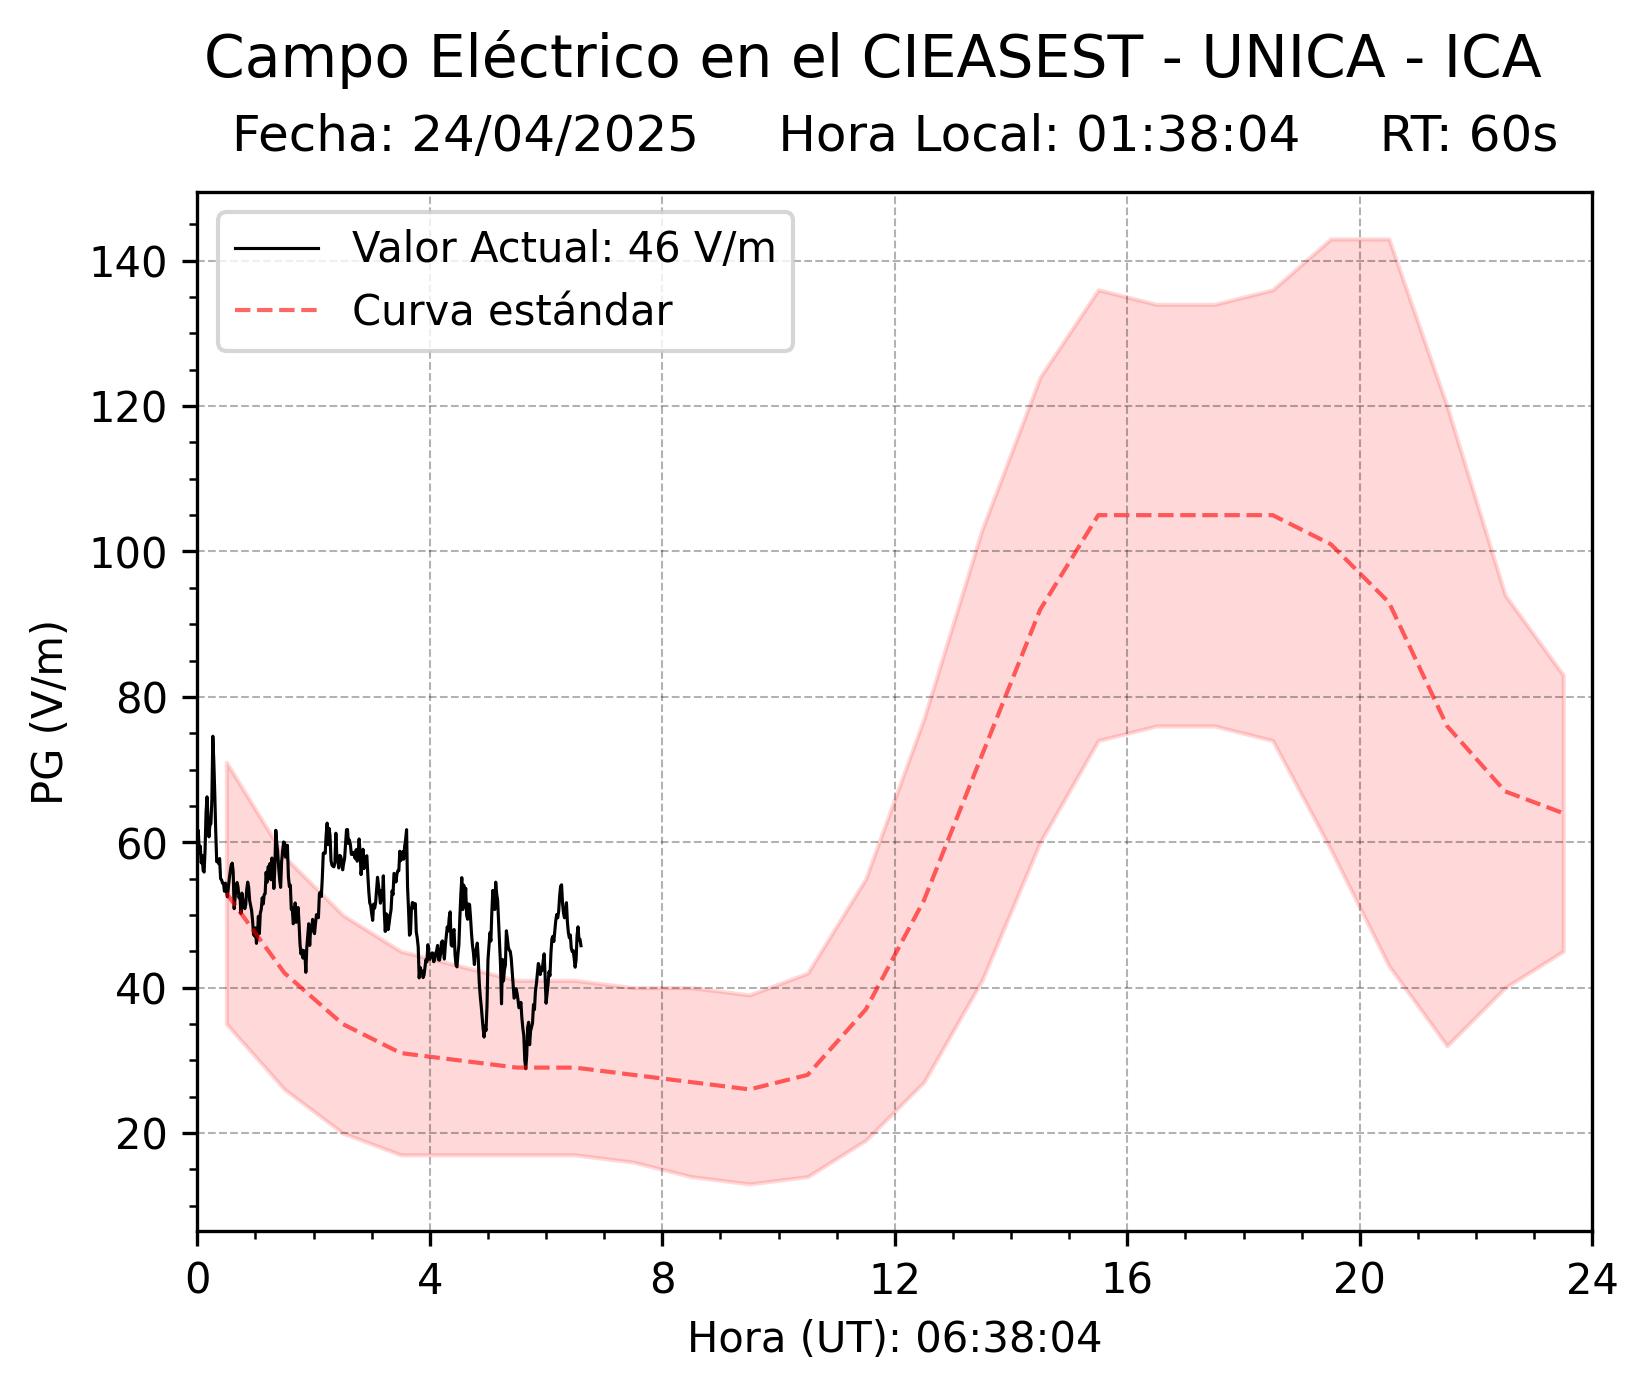 Campo Eléctrico en el CIEASEST - UNICA - ICA
Fecha: 24/04/2025 Hora Local: 01:38:04 RT: 60s
Valor Actual: 46 V/m
Curva estándar
PG (V/m)
140
120
100
80
60
40
20
0 4 8 12 16 20 24
Hora (UT): 06:38:04